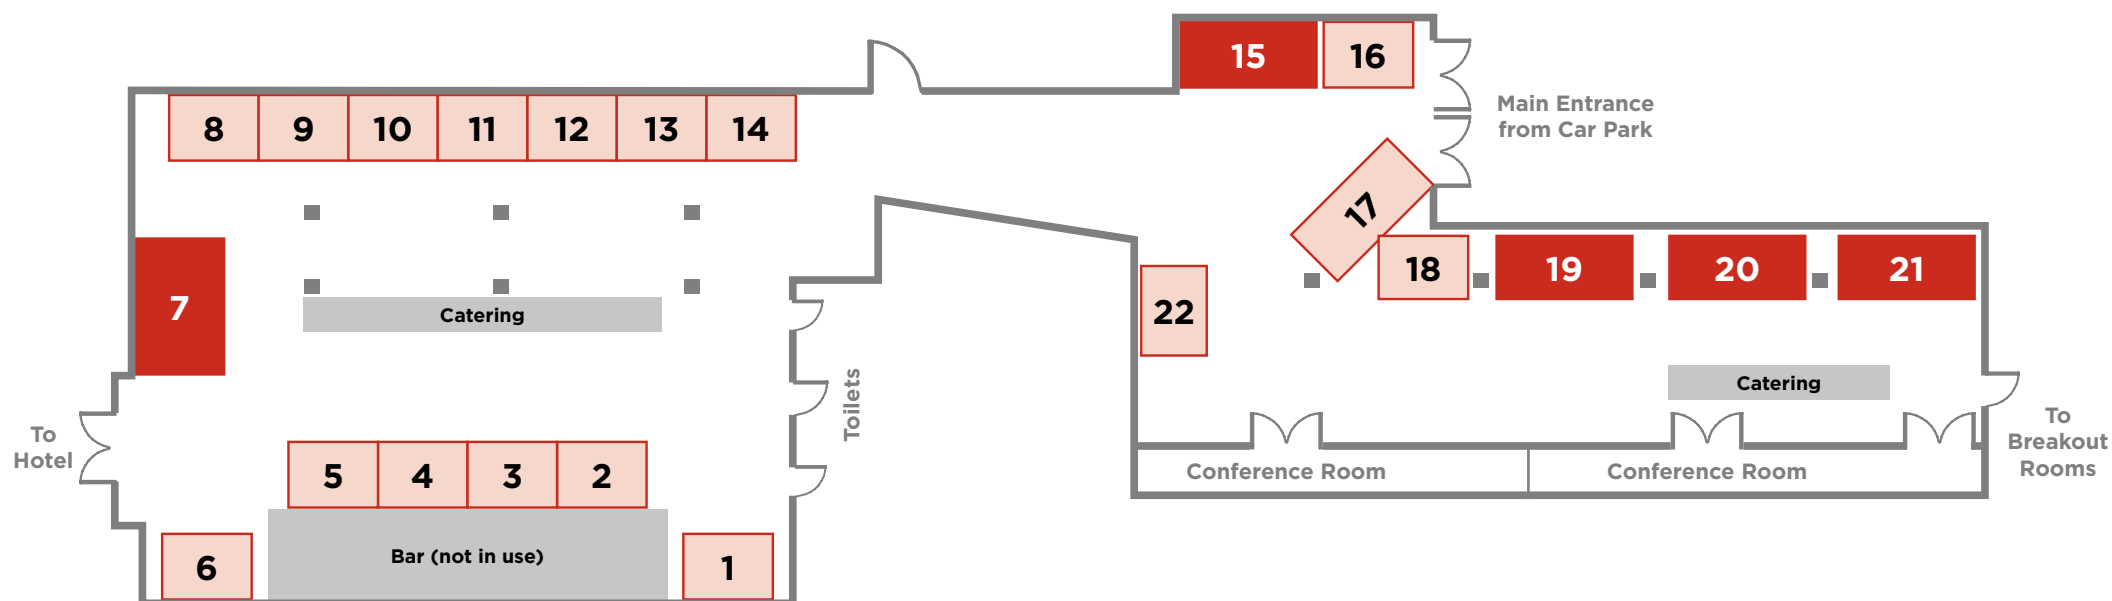 15
16
Main Entrance
from Car Park
8
9
10
11
12
13
14
17
7
Catering
22
18
19
20
21
Toilets
Catering
To
Hotel
To
Breakout
Rooms
5
4
3
2
Conference Room
Conference Room
6
Bar (not in use)
1